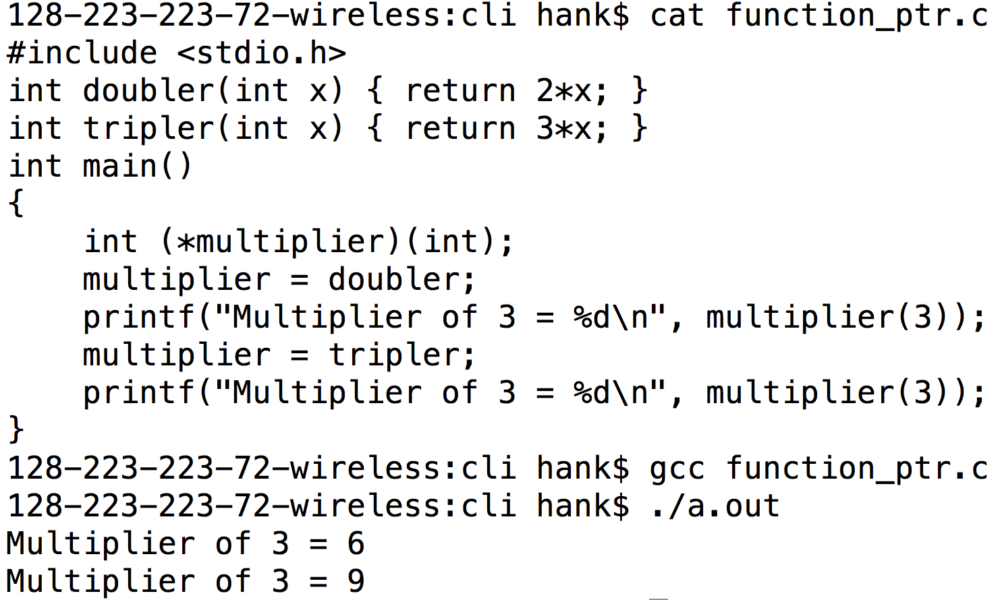 128-223-223-72-wireless:cli hank$ cat function_ptr.c
#include <stdio.h>
int doubler(int x) { return 2*x; }
int tripler(int x) { return 3*x; }
int main()
{
    int (*multiplier)(int);
    multiplier = doubler;
    printf("Multiplier of 3 = %d\n", multiplier(3));
    multiplier = tripler;
    printf("Multiplier of 3 = %d\n", multiplier(3));
}
128-223-223-72-wireless:cli hank$ gcc function_ptr.c
128-223-223-72-wireless:cli hank$ ./a.out
Multiplier of 3 = 6
Multiplier of 3 = 9